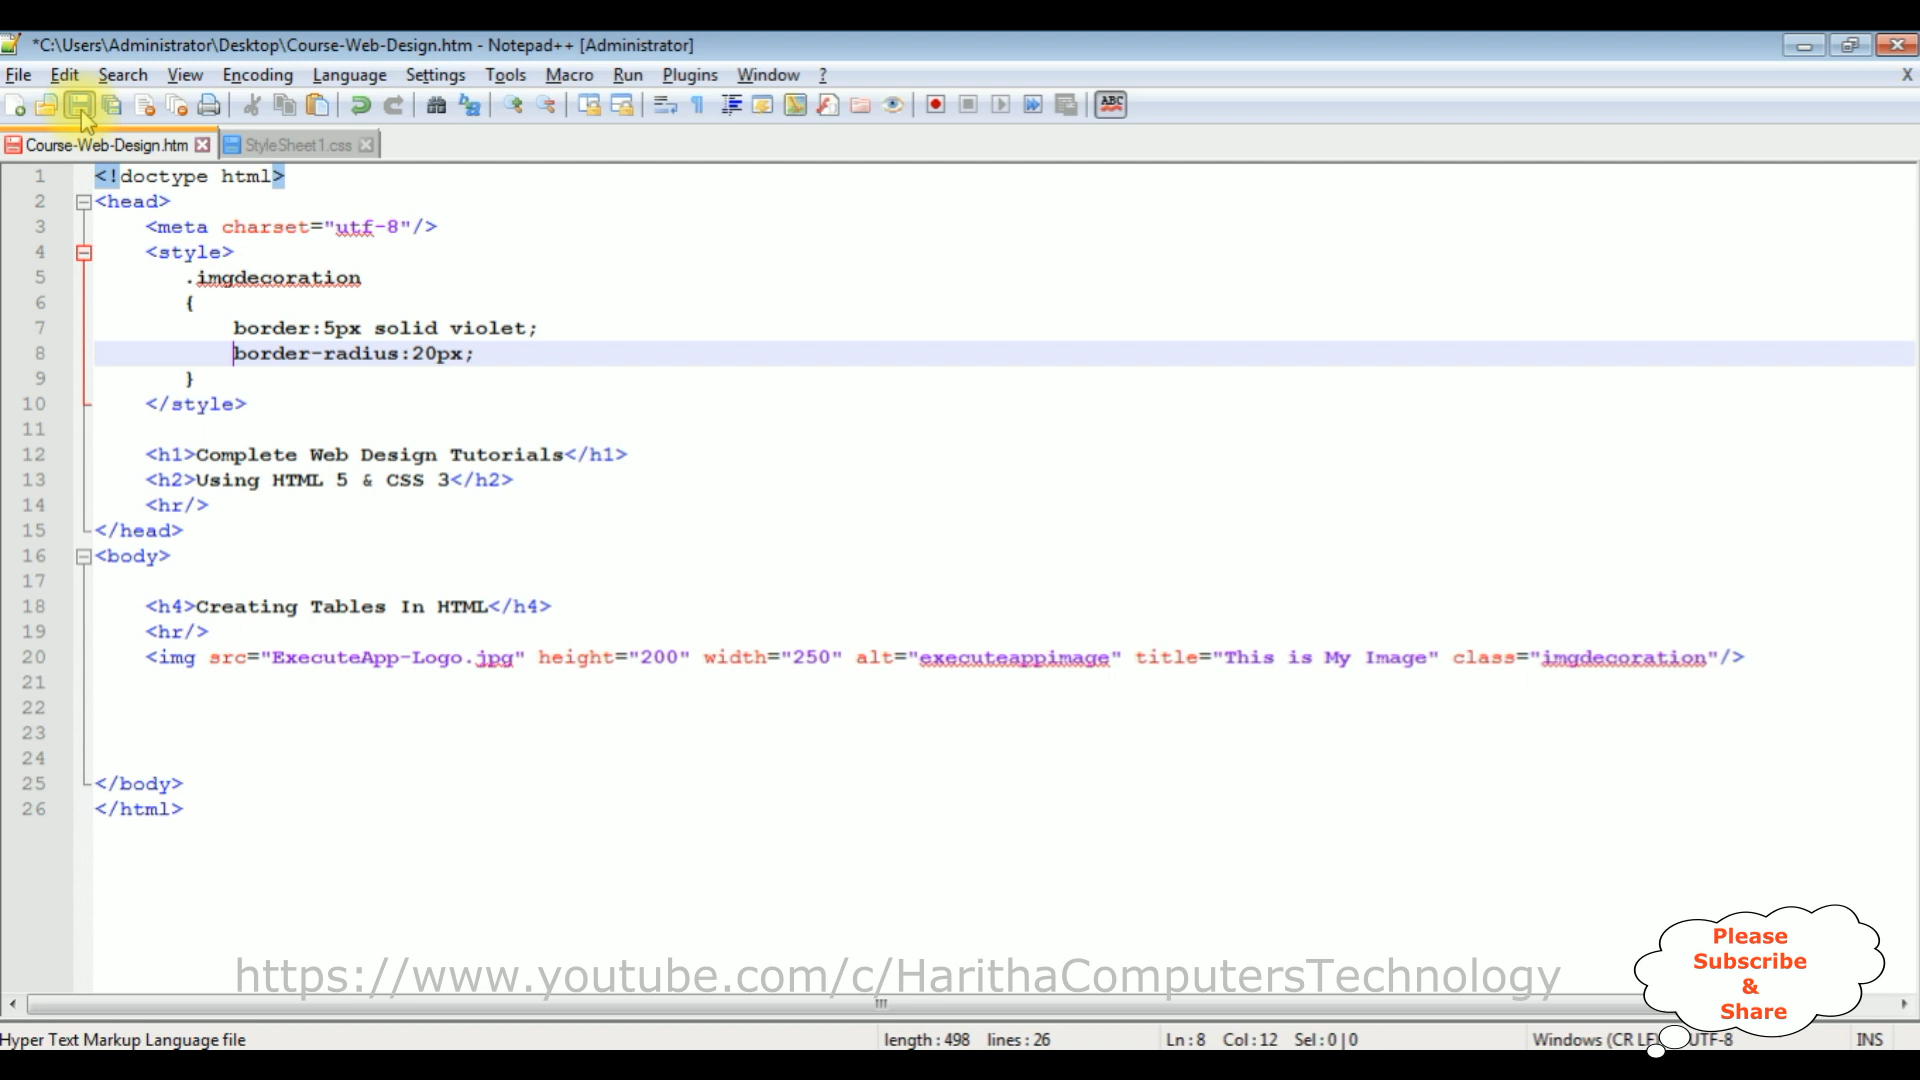 *C:\Users\Administrator\Desktop\Course-Web-Design.htm - Notepad++ [Administrator]
File Edit Search View Encoding Language Settings Tools Macro Run Plugins Window ? X
ABC
Course-Web-Design.htm StyleSheet1.css
1 <!doctype html>
2 <head>
3 <meta charset="utf-8"/>
4 <style>
5 .imgdecoration
6 {
7 border:5px solid violet;
8 border-radius:20px;
9 }
10 </style>
11
12 <h1>Complete Web Design Tutorials</h1>
13 <h2>Using HTML 5 & CSS 3</h2>
14 <hr/>
15 </head>
16 <body>
17
18 <h4>Creating Tables In HTML</h4>
19 <hr/>
20 <img src="ExecuteApp-Logo.jpg" height="200" width="250" alt="executeappimage" title="This is My Image" class="imgdecoration"/>
21
22
23
24
25 </body>
26 </html>
https://www.youtube.com/c/HarithaComputersTechnology
Please
Subscribe
&
Share
Hyper Text Markup Language file length : 498 lines : 26 Ln : 8 Col : 12 Sel : 0 | 0 Windows (CR LF) UTF-8 INS